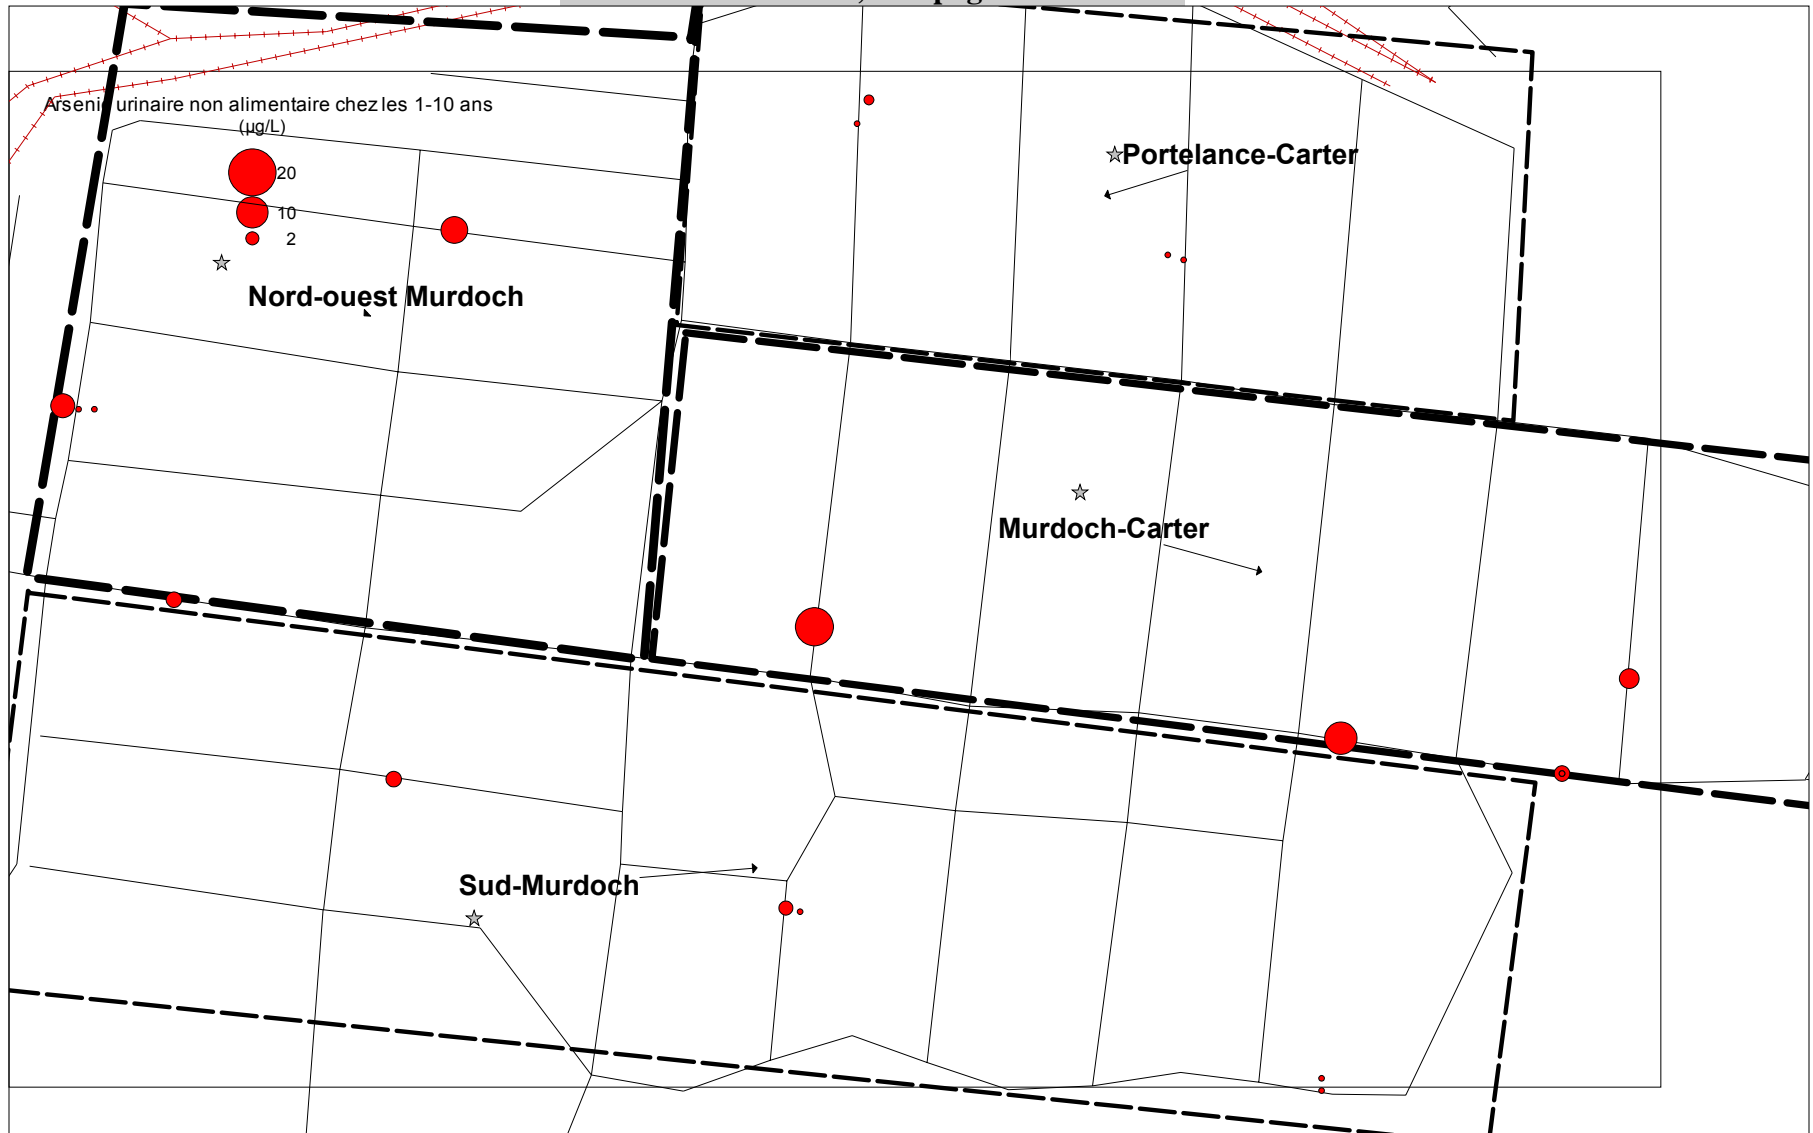 Arsenic urinaire non alimentaire chez les 1-10 ans
(µg/L)
20
10
2
Portelance-Carter
Nord-ouest Murdoch
Murdoch-Carter
Sud-Murdoch